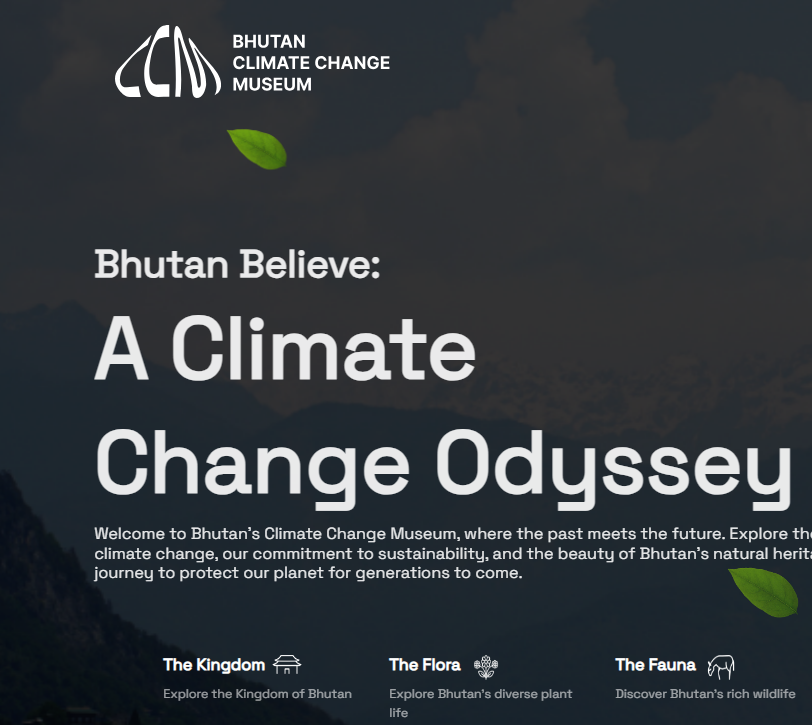 BHUTAN
CLIMATE CHANGE
MUSEUM
Bhutan Believe:
A Climate
Change Odyssey
Welcome to Bhutan's Climate Change Museum, where the past meets the future. Explore the
climate change, our commitment to sustainability, and the beauty of Bhutan's natural
journey to protect our planet for generations to come.
The Kingdom
The Flora
The Fauna
Explore the Kingdom of Bhutan
Explore Bhutan's diverse plant
life
Discover Bhutan's rich wildlife